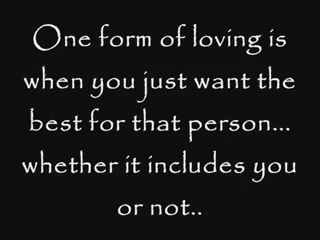 One form of loving is
when you just want the
best for that person...
whether it includes you
or not..